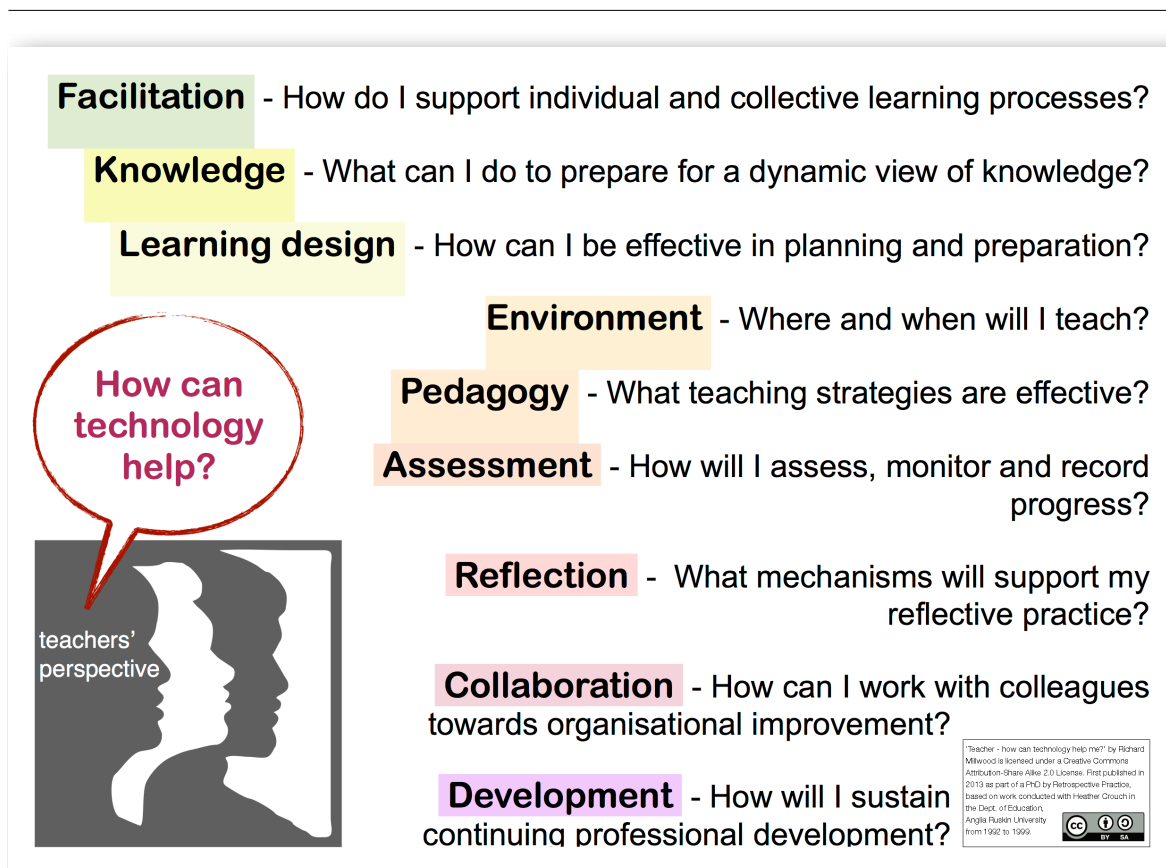 Facilitation - How do I support individual and collective learning processes?
Knowledge - What can I do to prepare for a dynamic view of knowledge?
Learning design - How can I be effective in planning and preparation?
Environment - Where and when will I teach?
How can
technology
help?
Pedagogy - What teaching strategies are effective?
Assessment - How will I assess, monitor and record
progress?
Reflection - What mechanisms will support my
reflective practice?
teachers'
perspective
Collaboration - How can I work with colleagues
towards organisational improvement?
Development - How will I sustain
continuing professional development?
'Teacher - how can technology help me?' by Richard
Millwood is licensed under a Creative Commons
Attribution-Share Alike 2.0 License. First published in
2013 as part of a PhD by Retrospective Practice,
based on work conducted with Heather Crouch in
the Dept. of Education,
Anglia Ruskin University
from 1992 to 1999.
cc
BY SA